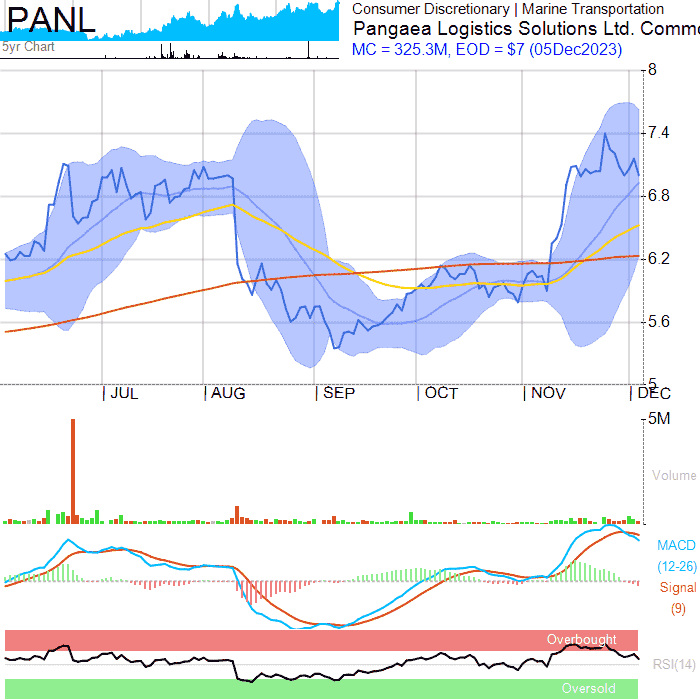 PANL
5yr Chart
Consumer Discretionary | Marine Transportation
Pangaea Logistics Solutions Ltd. Commo
MC = 325.3M, EOD = $7 (05Dec2023)
8
7.4
6.8
6.2
5.6
5
JUL AUG SEP OCT NOV DEC
5M
Volume
MACD
(12-26)
Signal
(9)
Overbought
RSI(14)
Oversold